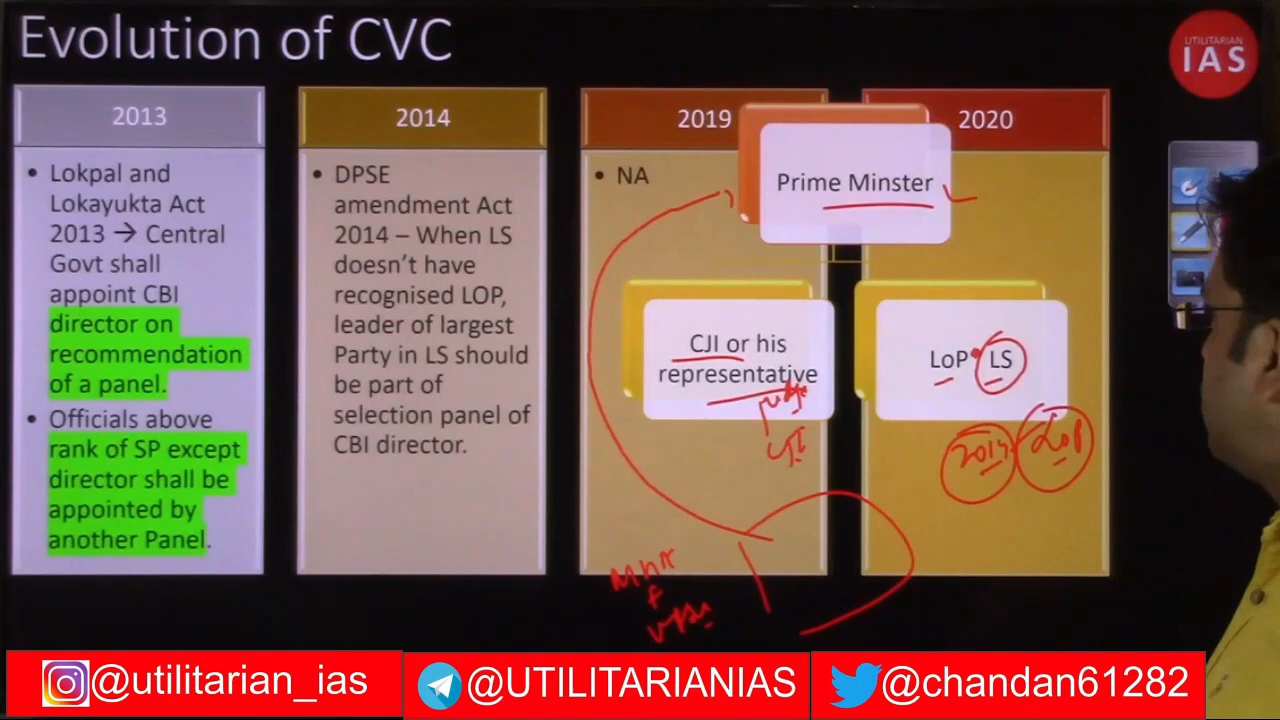 Evolution of CVC
UTILITARIAN
IAS
2013
• Lokpal and
Lokayukta Act
2013 → Central
Govt shall
appoint CBI
director on
recommendation
of a panel.
• Officials above
rank of SP except
director shall be
appointed by
another Panel.
2014
• DPSE
amendment Act
2014 – When LS
doesn't have
recognised LOP,
leader of largest
Party in LS should
be part of
selection panel of
CBI director.
2019
• NA
2020
Prime Minster
CJI or his
representative
LoP LS
2014 LOP
@utilitarian_ias
@UTILITARIANIAS
@chandan61282